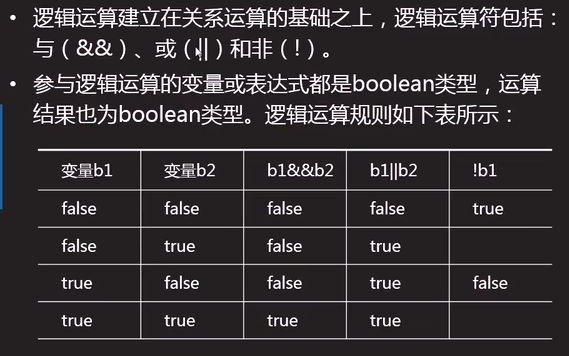 • 逻辑运算建立在关系运算的基础之上，逻辑运算符包括：
与（&&）、或（||）和非（!）。
• 参与逻辑运算的变量或表达式都是boolean类型，运算
结果也为boolean类型。逻辑运算规则如下表所示：
变量b1 变量b2 b1&&b2 b1||b2 !b1
false false false false true
false true false true
true false false true false
true true true true